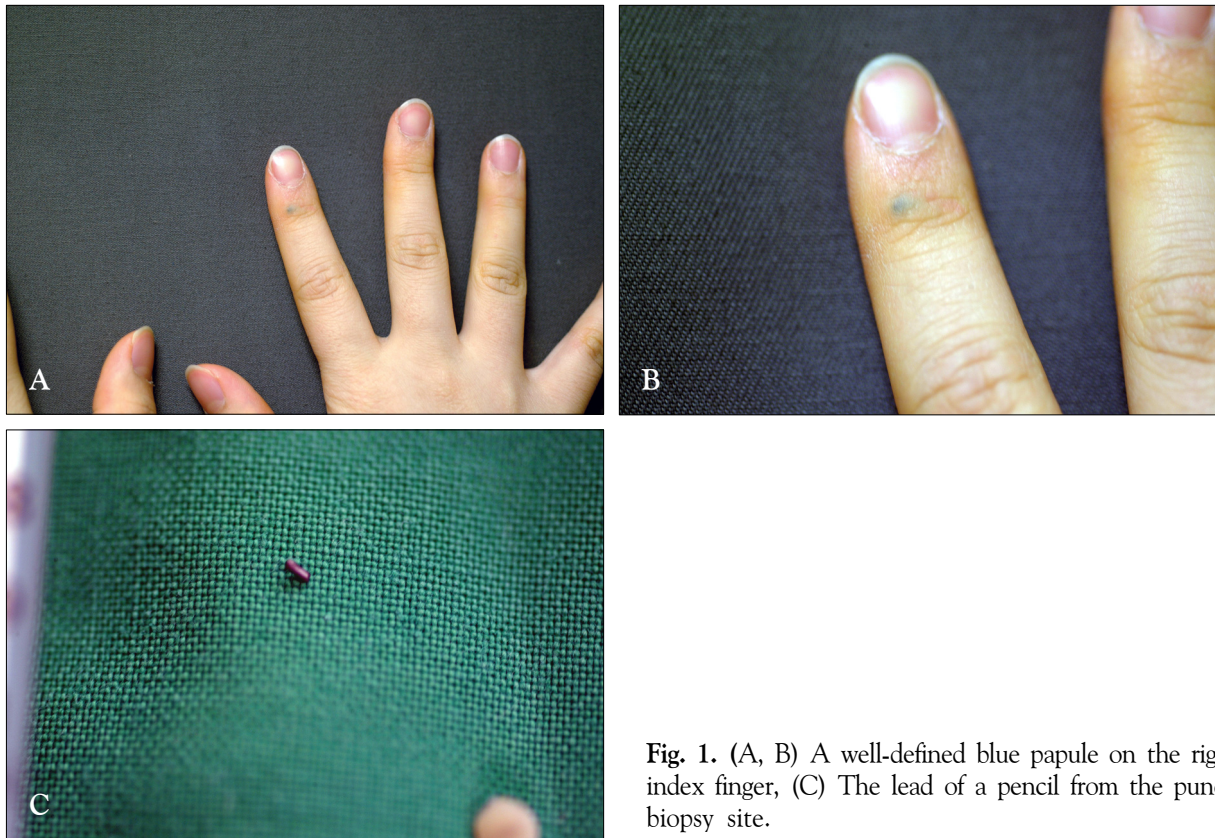 A
B
C
Fig. 1. (A, B) A well-defined blue papule on the rig
index finger, (C) The lead of a pencil from the punc
biopsy site.